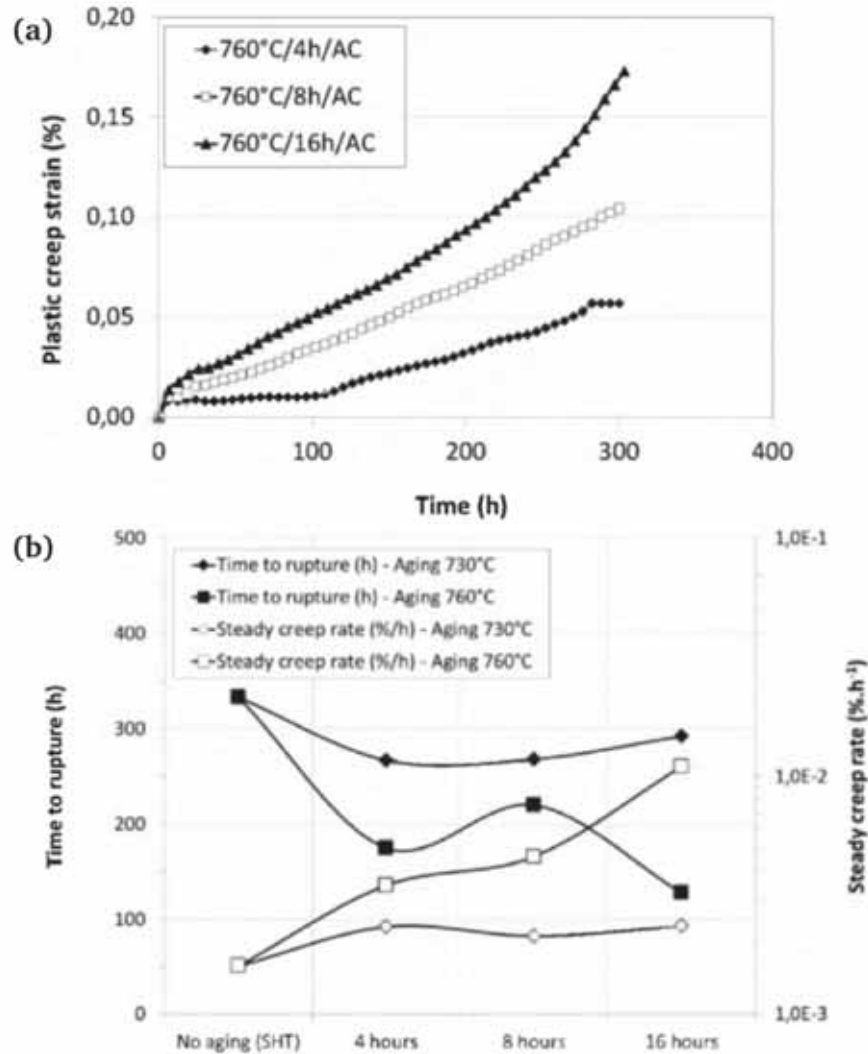 (a)
0,20
0,15
0,10
0,05
0,00
Plastic creep strain (%)
760°C/4h/AC
760°C/8h/AC
760°C/16h/AC
0
100
200
300
400
Time (h)
(b)
500
400
300
200
100
0
Time to rupture (h)
Time to rupture (h) - Aging 730°C
Time to rupture (h) - Aging 760°C
Steady creep rate (%/h) - Aging 730°C
Steady creep rate (%/h) - Aging 760°C
1,0E-1
1,0E-2
1,0E-3
Steady creep rate (%.h⁻¹)
No aging (SHT)
4 hours
8 hours
16 hours